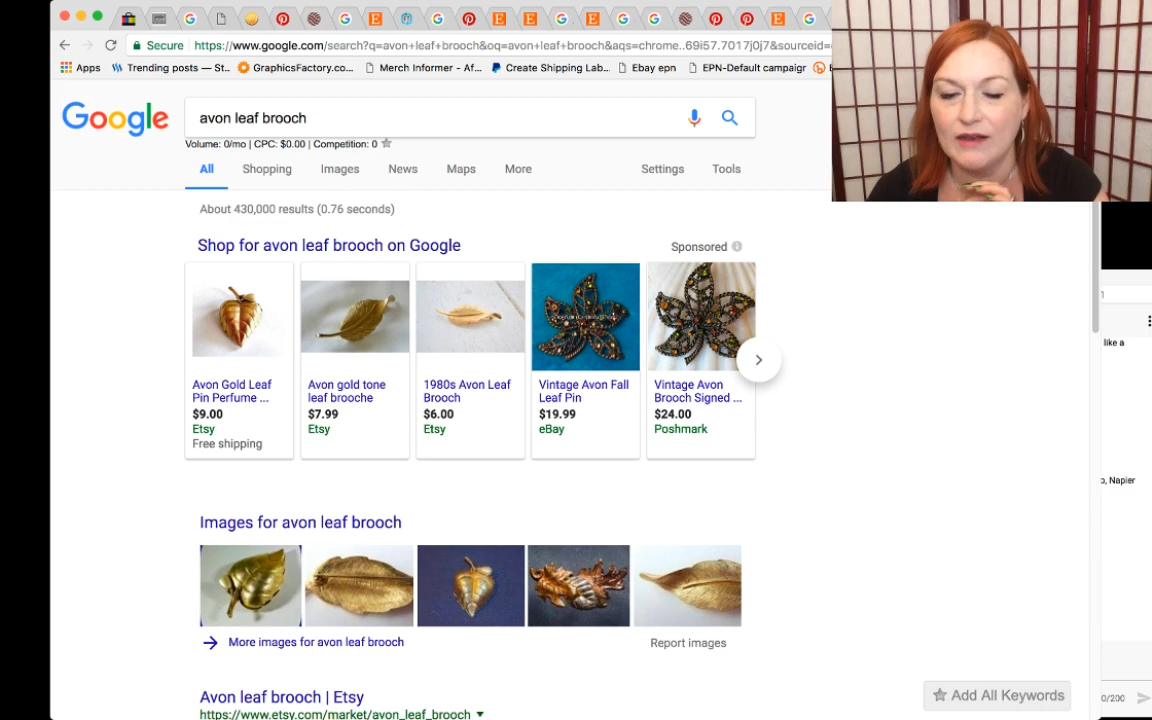 Secure https://www.google.com/search?q=avon+leaf+brooch&oq=avon+leaf+brooch&aqs=chrome..69i57.7017j0j7&sourceid=
Apps Trending posts — St.. GraphicsFactory.co... Merch Informer - Af... Create Shipping Lab... Ebay epn EPN-Default campaigr
Google avon leaf brooch
Volume: 0/mo | CPC: $0.00 | Competition: 0
All Shopping Images News Maps More Settings Tools
About 430,000 results (0.76 seconds)
Shop for avon leaf brooch on Google Sponsored
Avon Gold Leaf
Pin Perfume ...
$9.00
Etsy
Free shipping
Avon gold tone
leaf brooche
$7.99
Etsy
1980s Avon Leaf
Brooch
$6.00
Etsy
Vintage Avon Fall
Leaf Pin
$19.99
eBay
Vintage Avon
Brooch Signed ...
$24.00
Poshmark
like a
Napier
Images for avon leaf brooch
More images for avon leaf brooch Report images
Avon leaf brooch | Etsy
https://www.etsy.com/market/avon_leaf_brooch
Add All Keywords
0/200